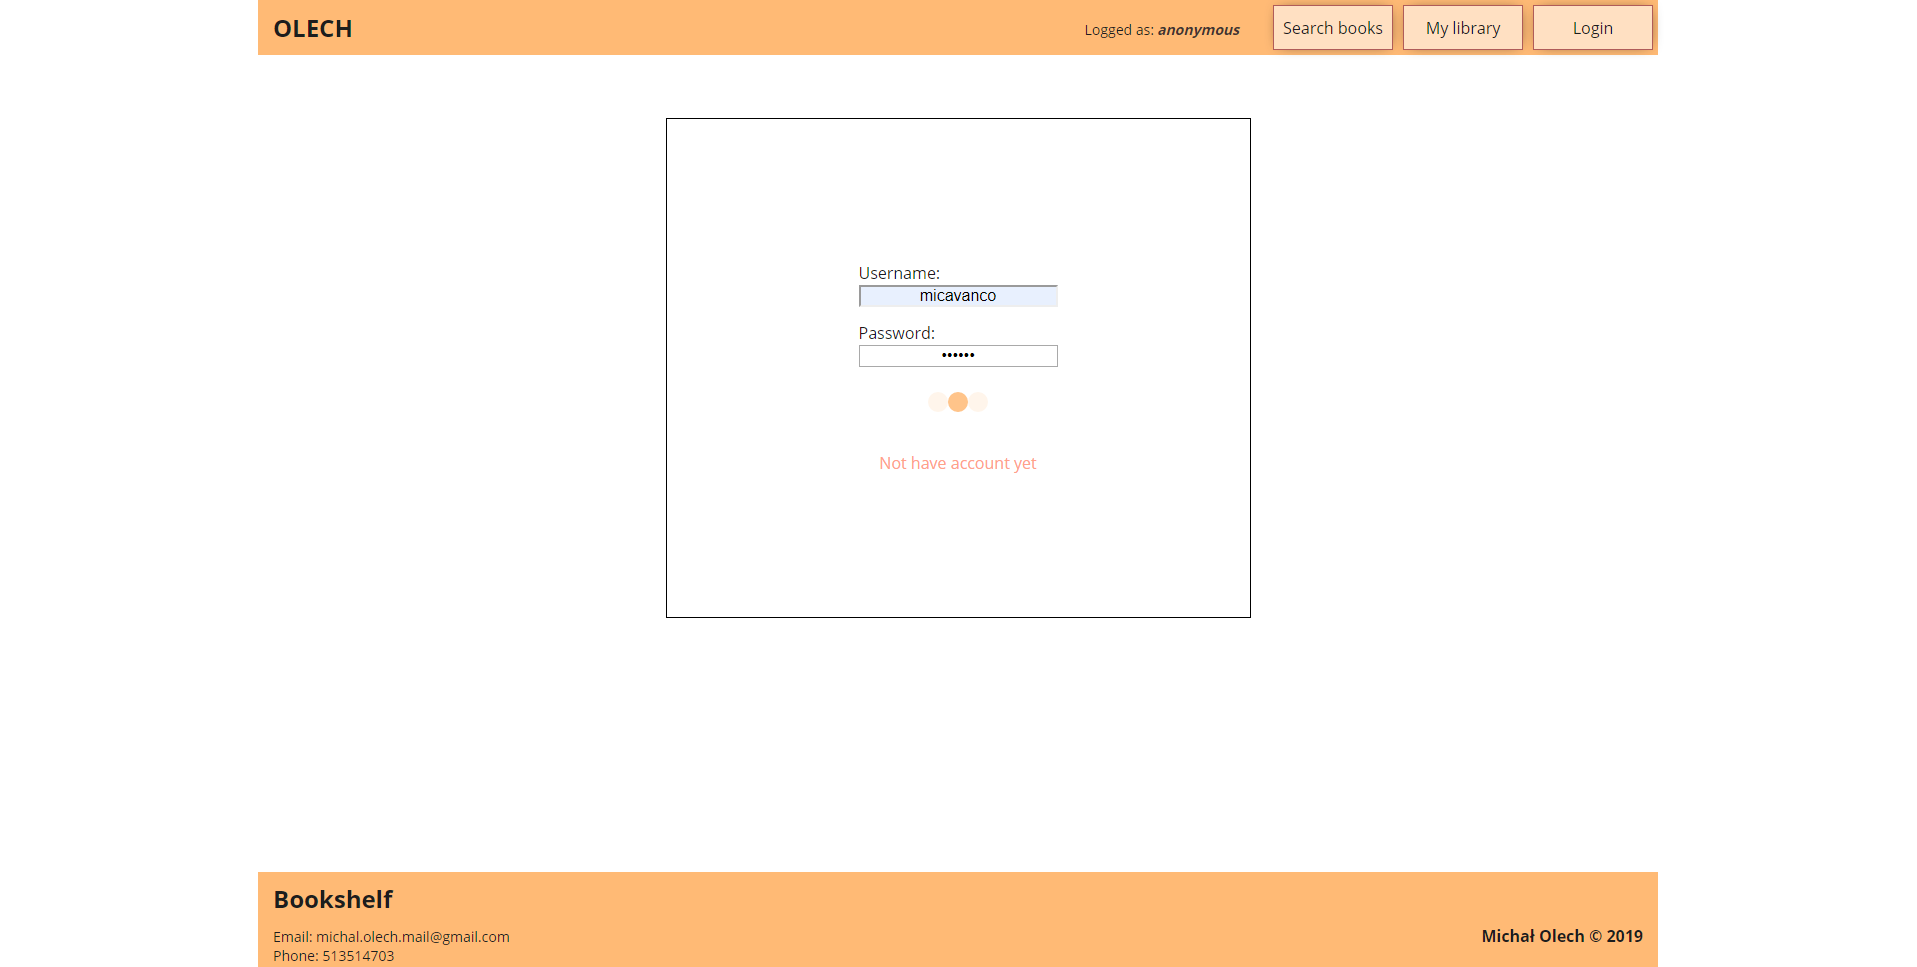 OLECH
Logged as: anonymous
Search books
My library
Login
Username:
micavanco
Password:
••••••
Not have account yet
Bookshelf
Email: michal.olech.mail@gmail.com
Phone: 513514703
Michał Olech © 2019